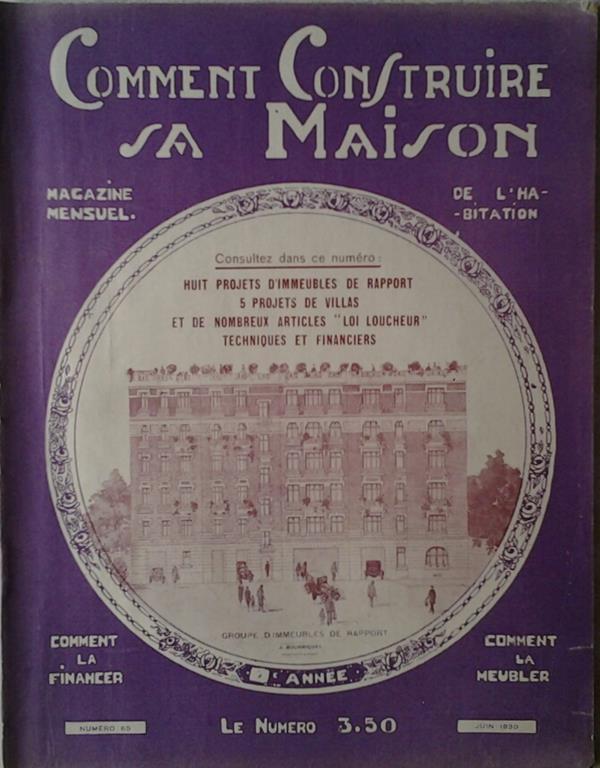 COMMENT CONSTRUIRE
SA MAISON
MAGAZINE
MENSUEL.
DE L'HA-
-BITATION
Consultez dans ce numéro :
HUIT PROJETS D'IMMEUBLES DE RAPPORT
5 PROJETS DE VILLAS
ET DE NOMBREUX ARTICLES "LOI LOUCHEUR"
TECHNIQUES ET FINANCIERS
GROUPE D'IMMEUBLES DE RAPPORT
ANNÉE
COMMENT
LA
FINANCER
COMMENT
LA
MEUBLER
NUMÉRO 65
LE NUMERO 3.50
JUIN 1930